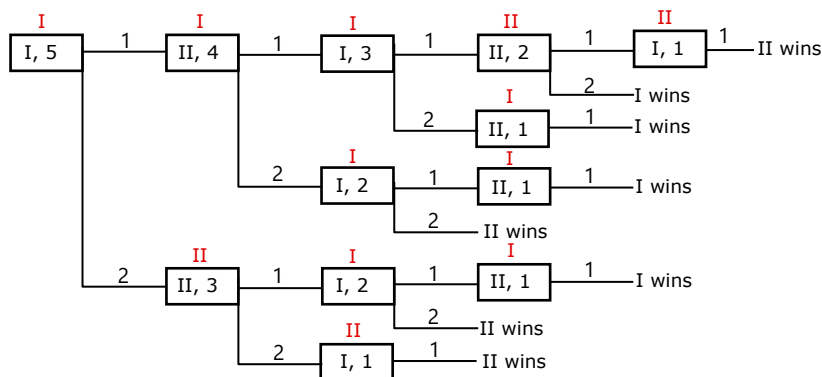 I I I II II
I, 5 1 II, 4 1 I, 3 1 II, 2 1 I, 1 1 II wins
2 I wins
I
2 II, 1 1 I wins
I I
2 I, 2 1 II, 1 1 I wins
2 II wins
II I I
2 II, 3 1 I, 2 1 II, 1 1 I wins
2 II wins
II
2 I, 1 1 II wins